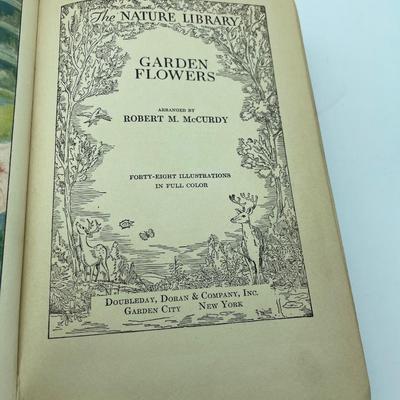 The NATURE LIBRARY
GARDEN
FLOWERS
ARRANGED BY
ROBERT M. McCURDY
FORTY-EIGHT ILLUSTRATIONS
IN FULL COLOR
DOUBLEDAY, DORAN & COMPANY, INC.
GARDEN CITY NEW YORK